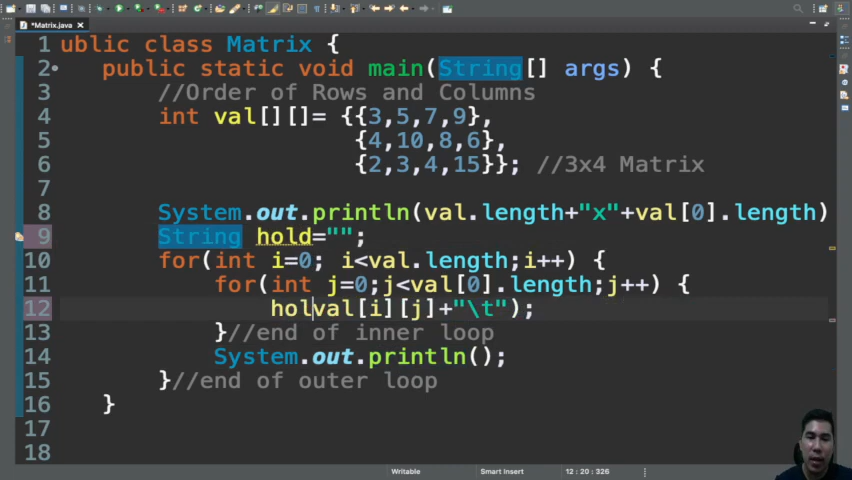 *Matrix.java
1 ublic class Matrix {
2 public static void main(String[] args) {
3 //Order of Rows and Columns
4 int val[][]= {{3,5,7,9},
5 {4,10,8,6},
6 {2,3,4,15}}; //3x4 Matrix
7
8 System.out.println(val.length+"x"+val[0].length)
9 String hold="";
10 for(int i=0; i<val.length;i++) {
11 for(int j=0;j<val[0].length;j++) {
12 holval[i][j]+"\t");
13 }//end of inner loop
14 System.out.println();
15 }//end of outer loop
16 }
17
18
Writable Smart Insert 12 : 20 : 326